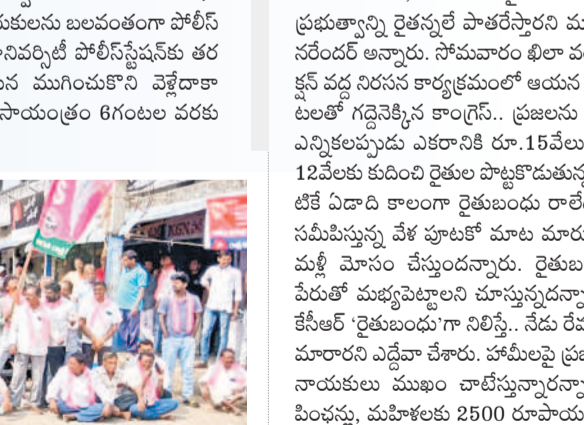 యకులను బలవంతంగా పోలీస్
నివర్సిటీ పోలీస్‌స్టేషన్‌కు తర
ముగించుకొని వెళ్లేదాకా
సాయంత్రం 6గంటల వరకు
ప్రభుత్వాన్ని రైతన్నలే పాతరేస్తారని
నరేందర్ అన్నారు. సోమవారం ఖిలా వ
క్షన్ వద్ద నిరసన కార్యక్రమంలో ఆయన
టలతో గద్దెనెక్కిన కాంగ్రెస్.. ప్రజలను
ఎన్నికలప్పుడు ఎకరానికి రూ.15వేలు
12వేలకు కుదించి రైతుల పొట్టకొడుతున్న
టికే ఏడాది కాలంగా రైతుబంధు రాలే
సమీపిస్తున్న వేళ పూటకో మాట మారు
మళ్లీ మోసం చేస్తుందన్నారు. రైతుబ
పేరుతో మభ్యపెట్టాలని చూస్తున్నదన్నా
కేసీఆర్ ‘రైతుబంధు’గా నిలిస్తే.. నేడు రే
మారారని ఎద్దేవా చేశారు. హామీలపై ప్రజ
నాయకులు ముఖం చాటేస్తున్నారన్నా
పింఛన్లు, మహిళలకు 2500 రూపాయ